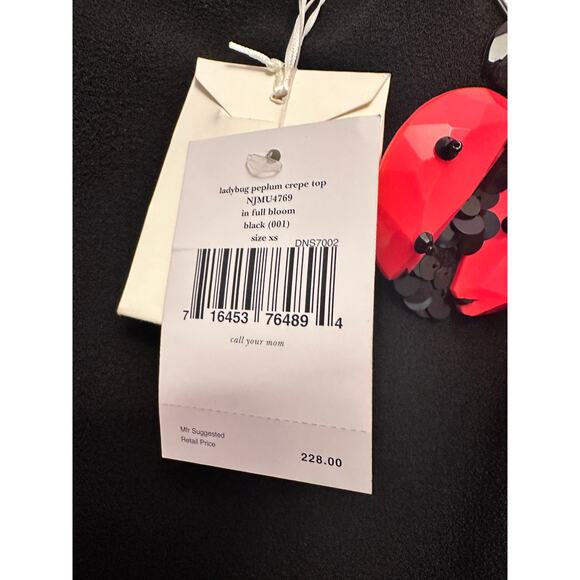 ladybug peplum crepe top
NJMU4769
in full bloom
black (001)
size xs
DNS7002
7 16453 76489 4
call your mom
Mfr Suggested
Retail Price
228.00